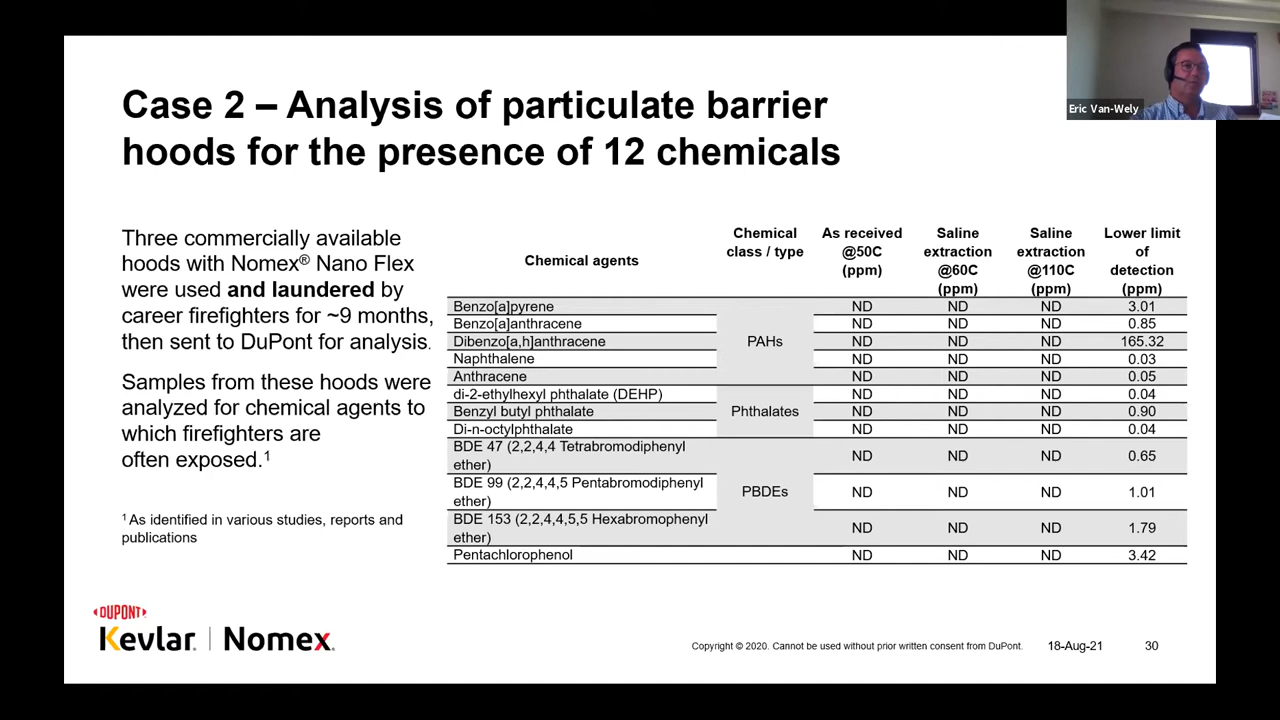 Eric Van-Wely
Case 2 – Analysis of particulate barrier
hoods for the presence of 12 chemicals
Three commercially available
hoods with Nomex® Nano Flex
were used and laundered by
career firefighters for ~9 months,
then sent to DuPont for analysis.
Samples from these hoods were
analyzed for chemical agents to
which firefighters are
often exposed.¹
¹As identified in various studies, reports and
publications
Chemical agents
Chemical
class / type
As received
@50C
(ppm)
Saline
extraction
@60C
(ppm)
Saline
extraction
@110C
(ppm)
Lower limit
of
detection
(ppm)
Benzo[a]pyrene ND ND ND 3.01
Benzo[a]anthracene ND ND ND 0.85
Dibenzo[a,h]anthracene PAHs ND ND ND 165.32
Naphthalene ND ND ND 0.03
Anthracene ND ND ND 0.05
di-2-ethylhexyl phthalate (DEHP) ND ND ND 0.04
Benzyl butyl phthalate Phthalates ND ND ND 0.90
Di-n-octylphthalate ND ND ND 0.04
BDE 47 (2,2,4,4 Tetrabromodiphenyl
ether) ND ND ND 0.65
BDE 99 (2,2,4,4,5 Pentabromodiphenyl
ether) PBDEs ND ND ND 1.01
BDE 153 (2,2,4,4,5,5 Hexabromophenyl
ether) ND ND ND 1.79
Pentachlorophenol ND ND ND 3.42
DUPONT
Kevlar. | Nomex.
Copyright © 2020. Cannot be used without prior written consent from DuPont. 18-Aug-21 30